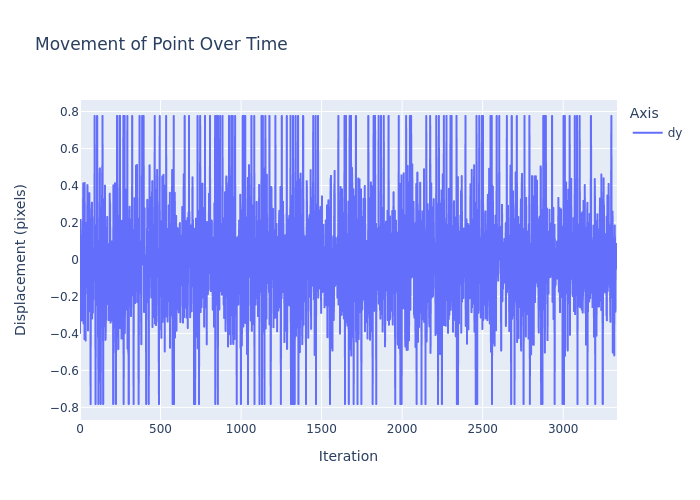 Movement of Point Over Time
Axis
dy
Displacement (pixels)
0.8
0.6
0.4
0.2
0
−0.2
−0.4
−0.6
−0.8
0 500 1000 1500 2000 2500 3000
Iteration